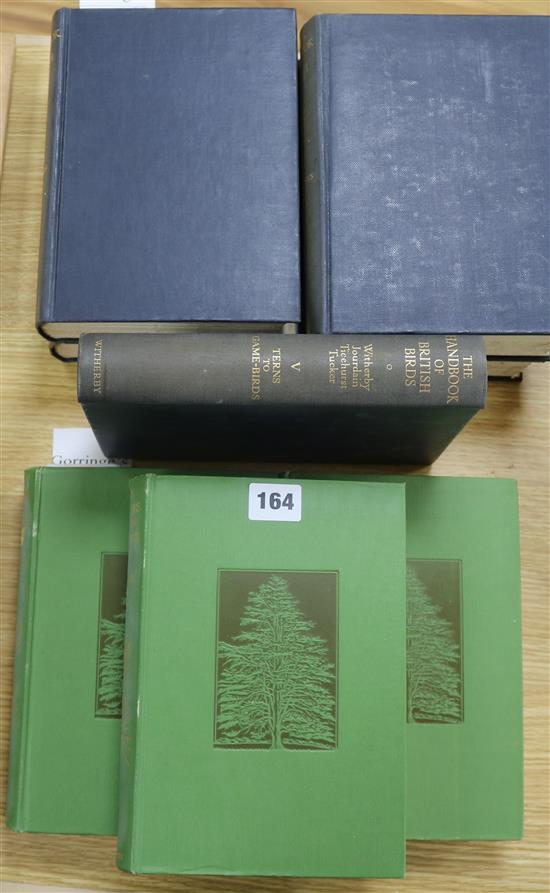 THE
HANDBOOK
OF
BRITISH
BIRDS
Witherby
Jourdain
Ticehurst
Tucker
V
TERNS
TO
GAME-BIRDS
WITHERBY
164